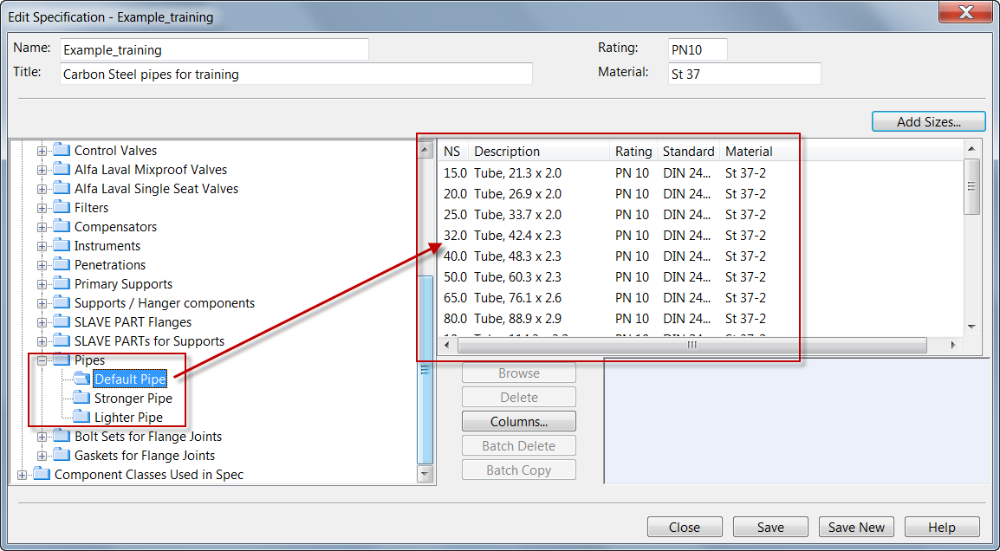 Edit Specification - Example_training
Name: Example_training Rating: PN10
Title: Carbon Steel pipes for training Material: St 37
Add Sizes...
Control Valves
Alfa Laval Mixproof Valves
Alfa Laval Single Seat Valves
Filters
Compensators
Instruments
Penetrations
Primary Supports
Supports / Hanger components
SLAVE PART Flanges
SLAVE PARTs for Supports
Pipes
Default Pipe
Stronger Pipe
Lighter Pipe
Bolt Sets for Flange Joints
Gaskets for Flange Joints
Component Classes Used in Spec
NS Description Rating Standard Material
15.0 Tube, 21.3 x 2.0 PN 10 DIN 24... St 37-2
20.0 Tube, 26.9 x 2.0 PN 10 DIN 24... St 37-2
25.0 Tube, 33.7 x 2.0 PN 10 DIN 24... St 37-2
32.0 Tube, 42.4 x 2.3 PN 10 DIN 24... St 37-2
40.0 Tube, 48.3 x 2.3 PN 10 DIN 24... St 37-2
50.0 Tube, 60.3 x 2.3 PN 10 DIN 24... St 37-2
65.0 Tube, 76.1 x 2.6 PN 10 DIN 24... St 37-2
80.0 Tube, 88.9 x 2.9 PN 10 DIN 24... St 37-2
Browse
Delete
Columns...
Batch Delete
Batch Copy
Close Save Save New Help